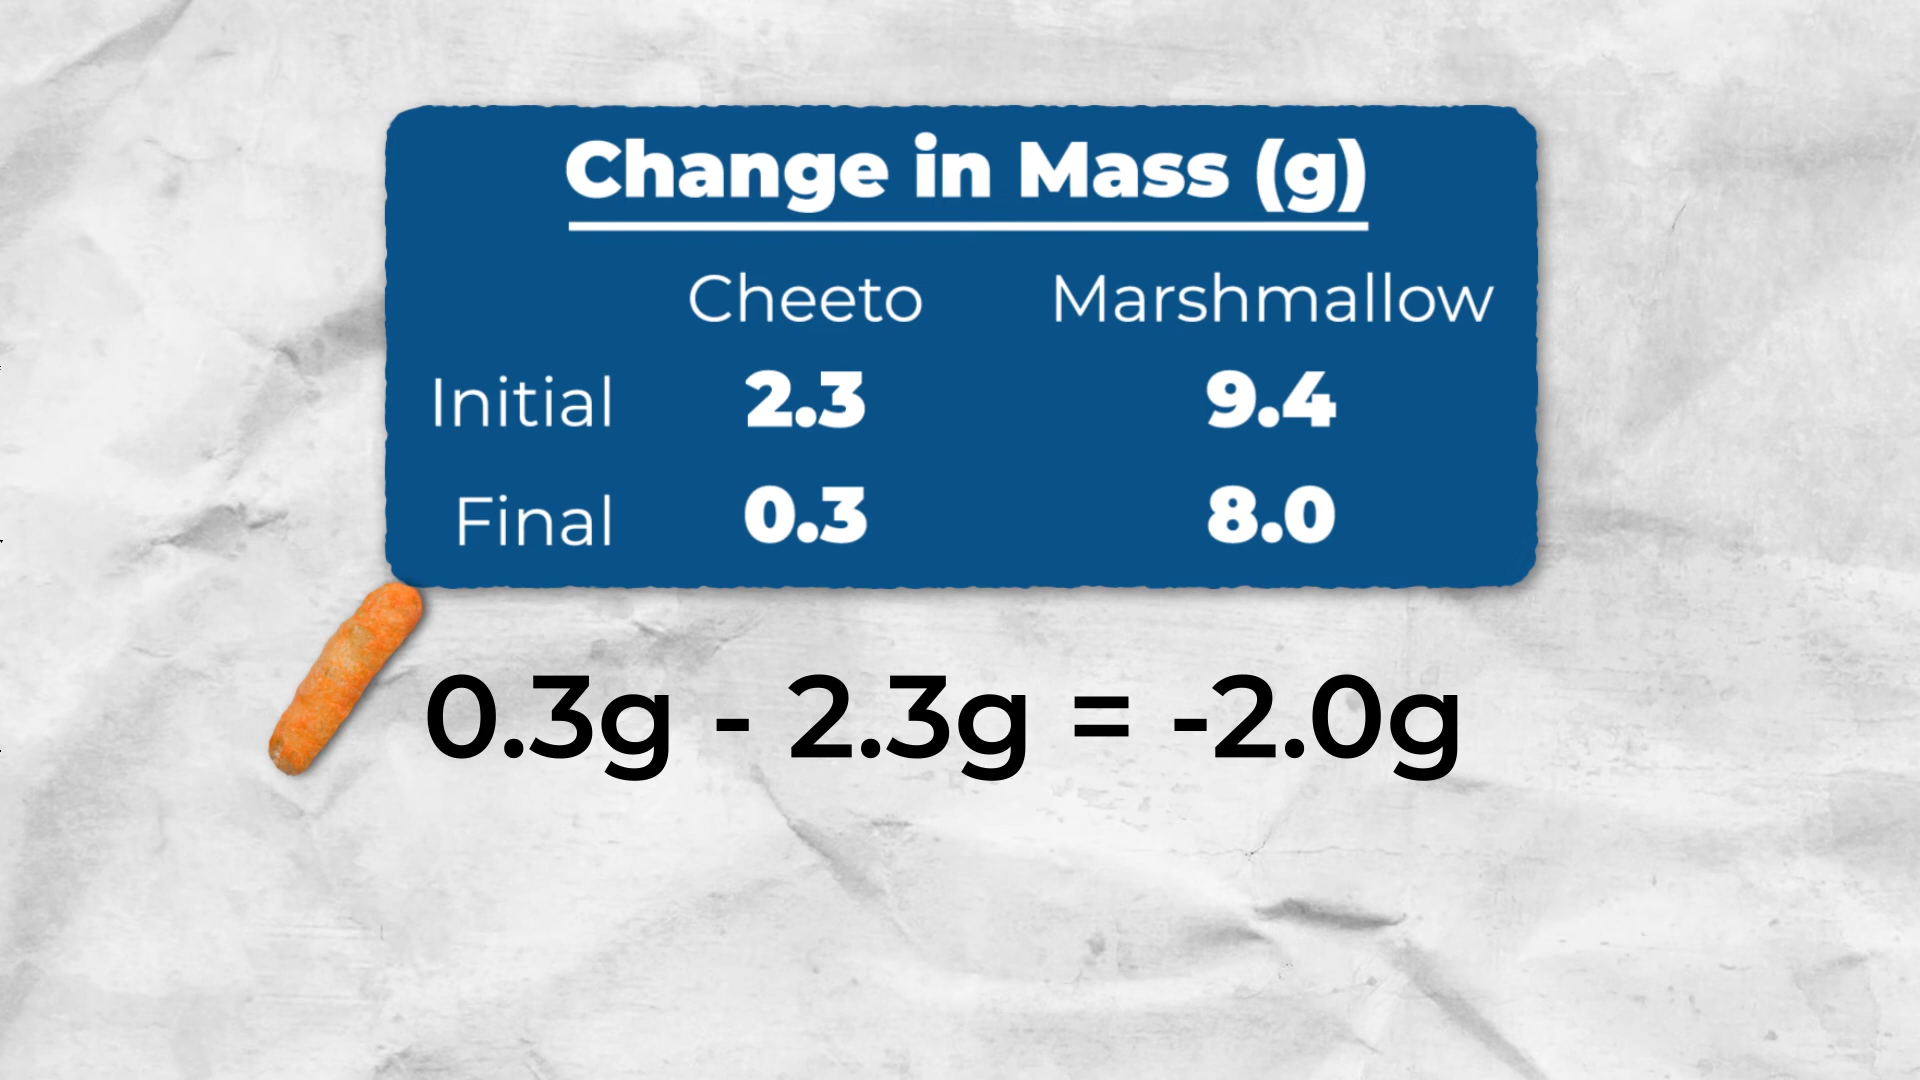 Change in Mass (g)
Cheeto Marshmallow
Initial 2.3 9.4
Final 0.3 8.0
0.3g - 2.3g = -2.0g